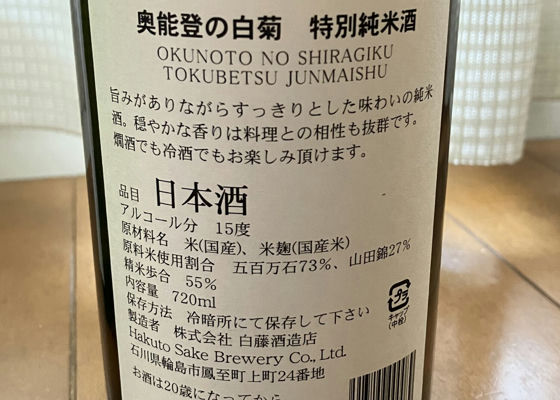 奥能登の白菊　特別純米酒
OKUNOTO NO SHIRAGIKU
TOKUBETSU JUNMAISHU
旨みがありながらすっきりとした味わいの純米
酒。穏やかな香りは料理との相性も抜群です。
燗酒でも冷酒でもお楽しみ頂けます。
品目　日本酒
アルコール分　15度
原材料名　米(国産)、米麹(国産米)
原料米使用割合　五百万石73%、山田錦27%
精米歩合　55%
内容量　720ml
保存方法　冷暗所にて保存して下さい
製造者　株式会社 白藤酒造店
Hakuto Sake Brewery Co., Ltd.
石川県輪島市鳳至町上町24番地
お酒は20歳になってから
プラ
キャップ
(中栓)